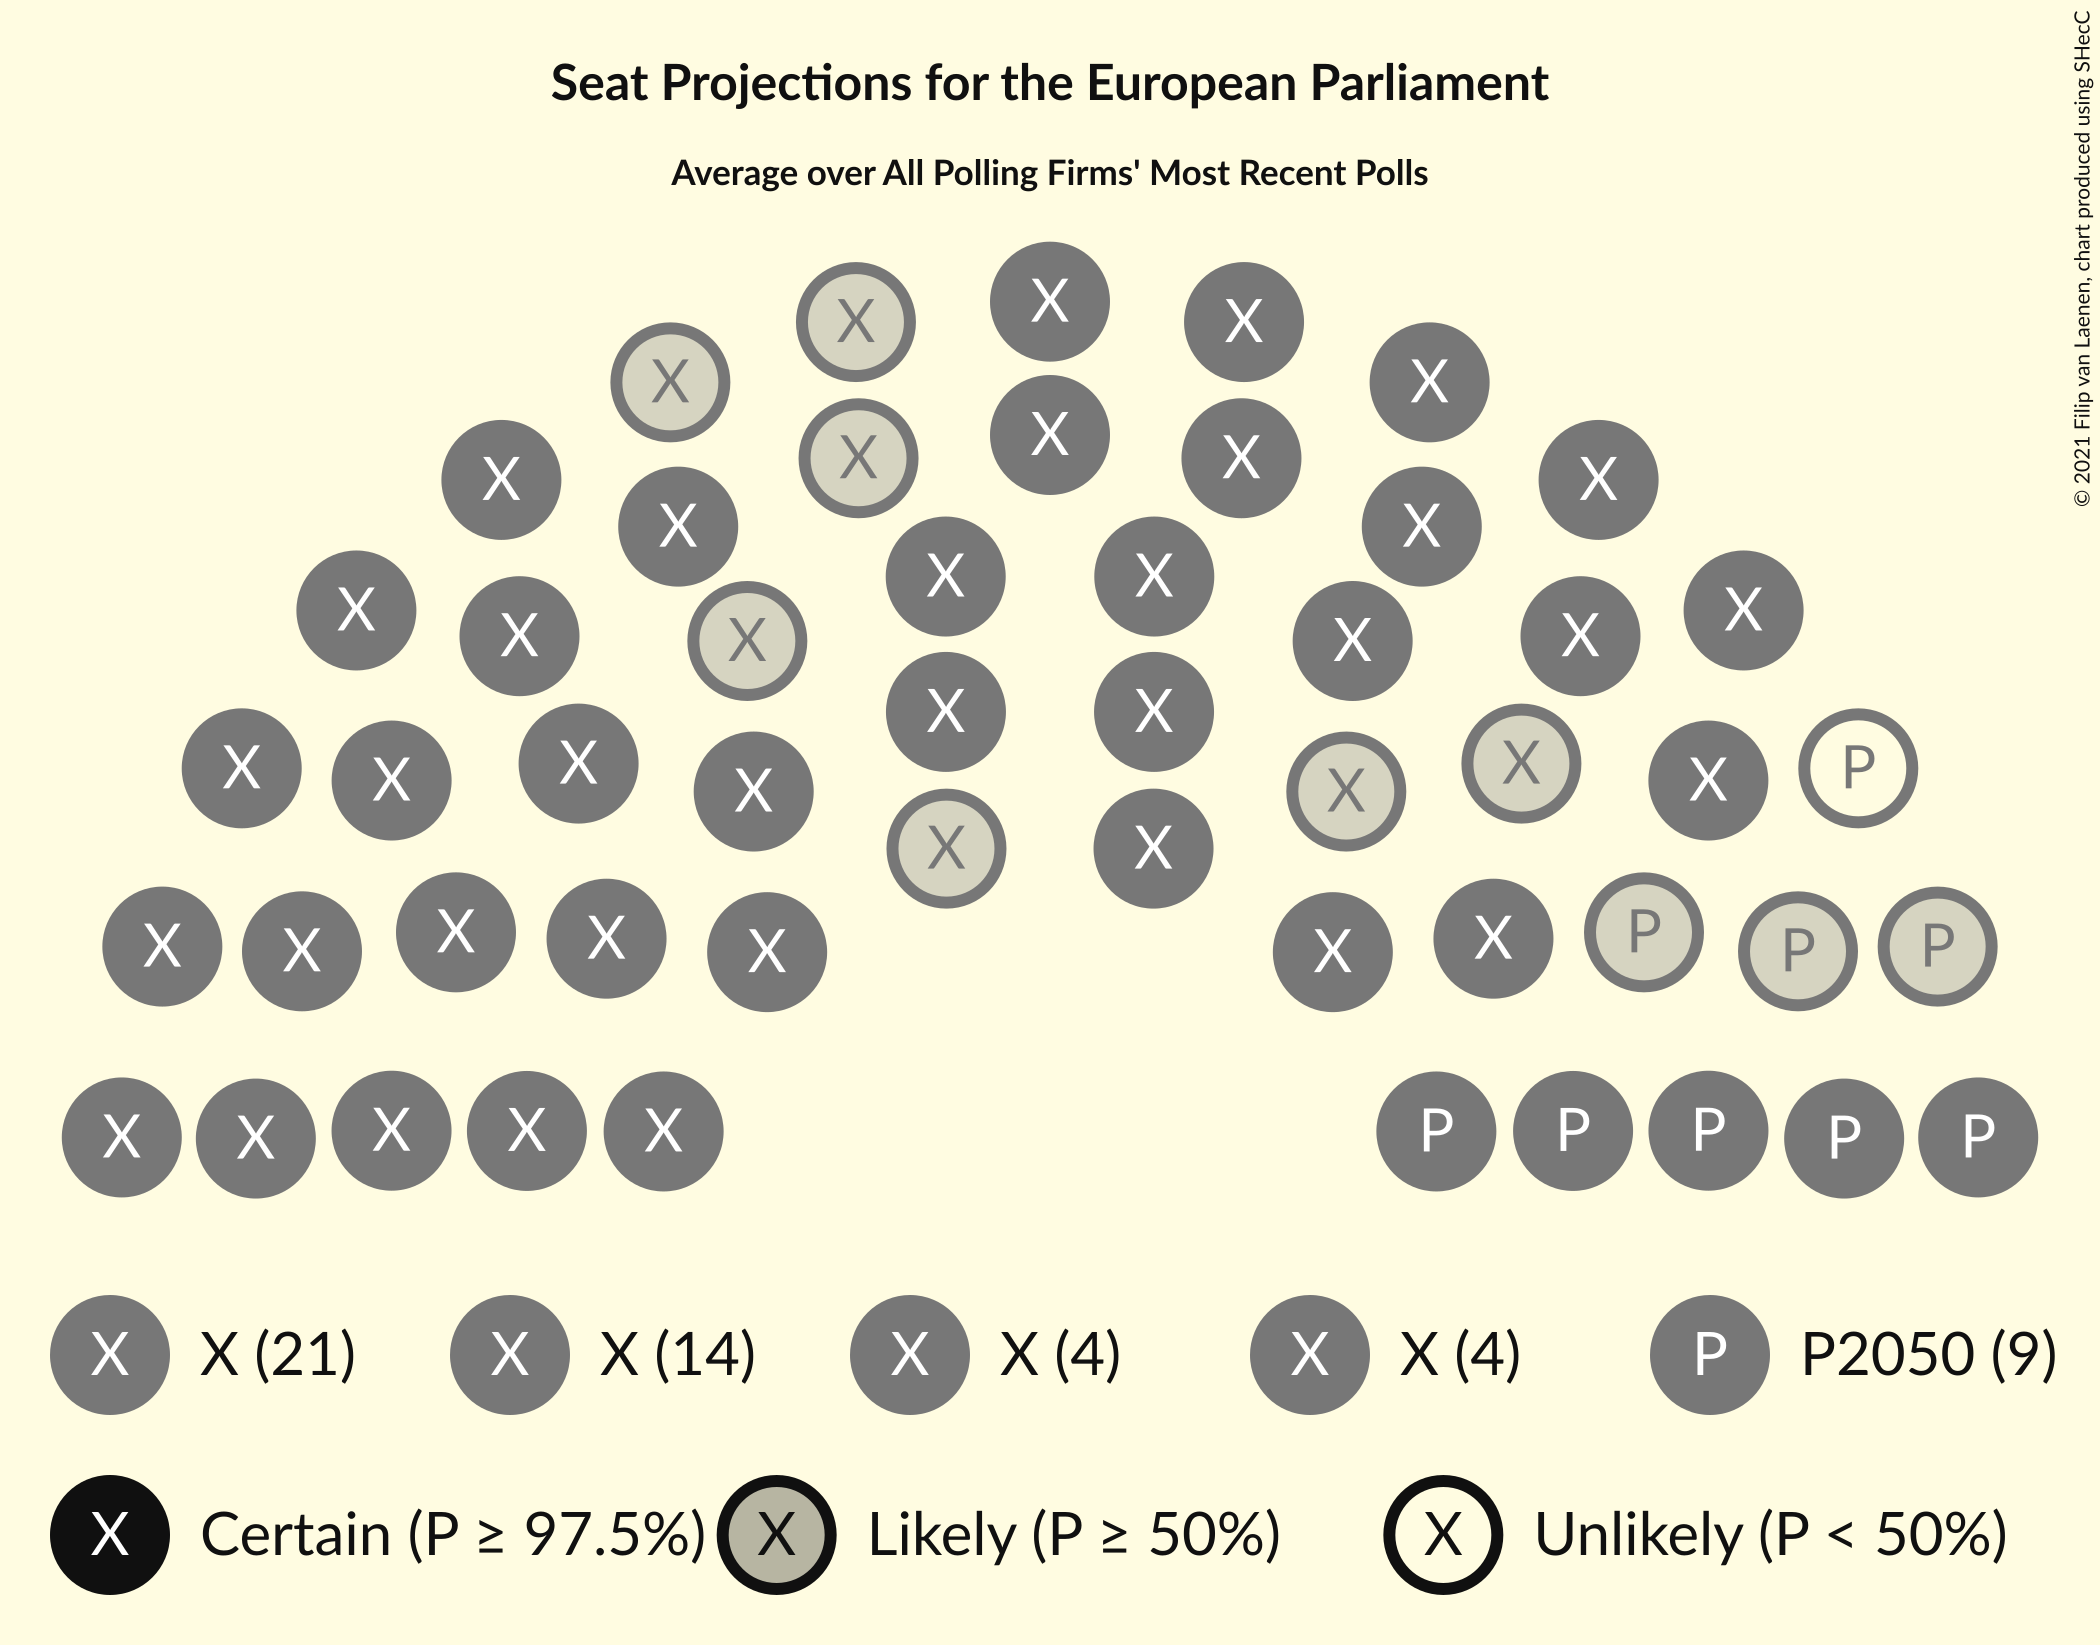 Seat Projections for the European Parliament
Average over All Polling Firms' Most Recent Polls
© 2021 Filip van Laenen, chart produced using SHecC
X
X X
X X
X
X X
X X
X X
X X
X X
X X X X
X X
X X
X X
X X X P
X X X X
X X
X X
X X X X X
X X P P P
X X X X X
P P P P P
X X (21) X X (14) X X (4) X X (4) P P2050 (9)
X Certain (P ≥ 97.5%) X Likely (P ≥ 50%) X Unlikely (P < 50%)